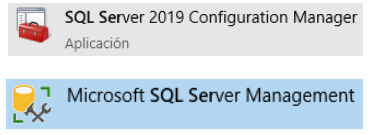 SQL Server 2019 Configuration Manager
Aplicación
Microsoft SQL Server Management